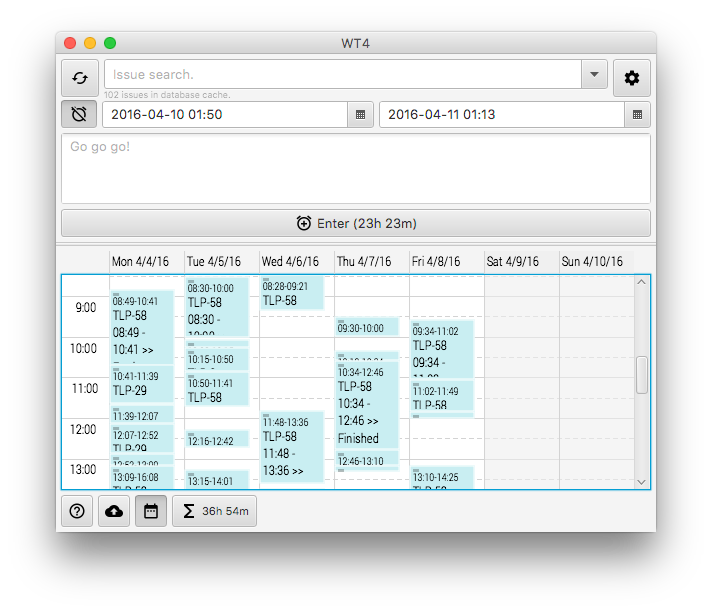 WT4
Issue search.
102 issues in database cache.
2016-04-10 01:50
2016-04-11 01:13
Go go go!
Enter (23h 23m)
Mon 4/4/16 Tue 4/5/16 Wed 4/6/16 Thu 4/7/16 Fri 4/8/16 Sat 4/9/16 Sun 4/10/16
9:00
10:00
11:00
12:00
13:00
08:49-10:41
TLP-58
08:49 -
10:41 >>
10:41-11:39
TLP-29
11:39-12:07
12:07-12:52
TLP-29
12:52-13:00
13:09-16:08
08:30-10:00
TLP-58
08:30 -
10:00
10:15-10:50
10:50-11:41
TLP-58
12:16-12:42
13:15-14:01
08:28-09:21
TLP-58
11:48-13:36
TLP-58
11:48 -
13:36 >>
09:30-10:00
10:34-12:46
TLP-58
10:34 -
12:46 >>
Finished
12:46-13:10
09:34-11:02
TLP-58
09:34 -
11:02
11:02-11:49
TLP-58
13:10-14:25
TLP-58
36h 54m